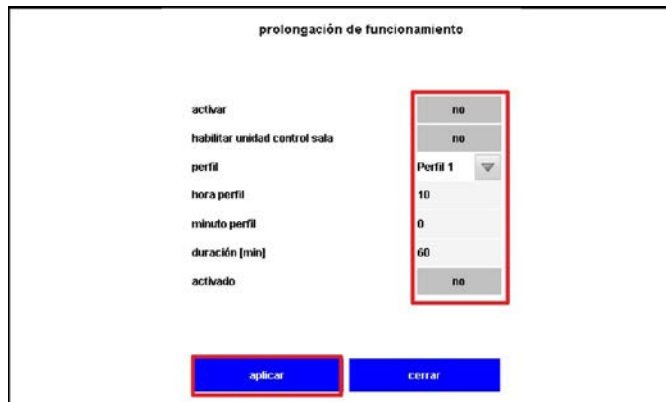 prolongación de funcionamiento
activar no
habilitar unidad control sala no
perfil Perfil 1
hora perfil 10
minuto perfil 0
duración [min] 60
activado no
aplicar cerrar